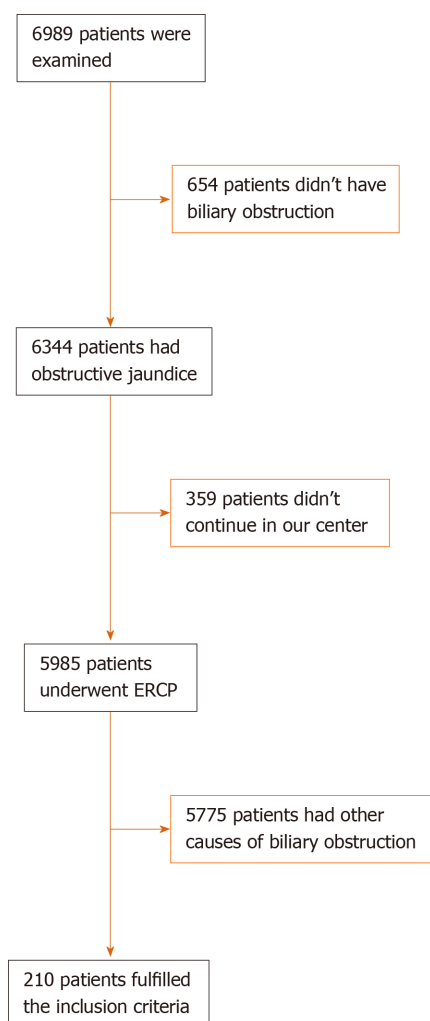 6989 patients were
examined
654 patients didn’t have
biliary obstruction
6344 patients had
obstructive jaundice
359 patients didn’t
continue in our center
5985 patients
underwent ERCP
5775 patients had other
causes of biliary obstruction
210 patients fulfilled
the inclusion criteria